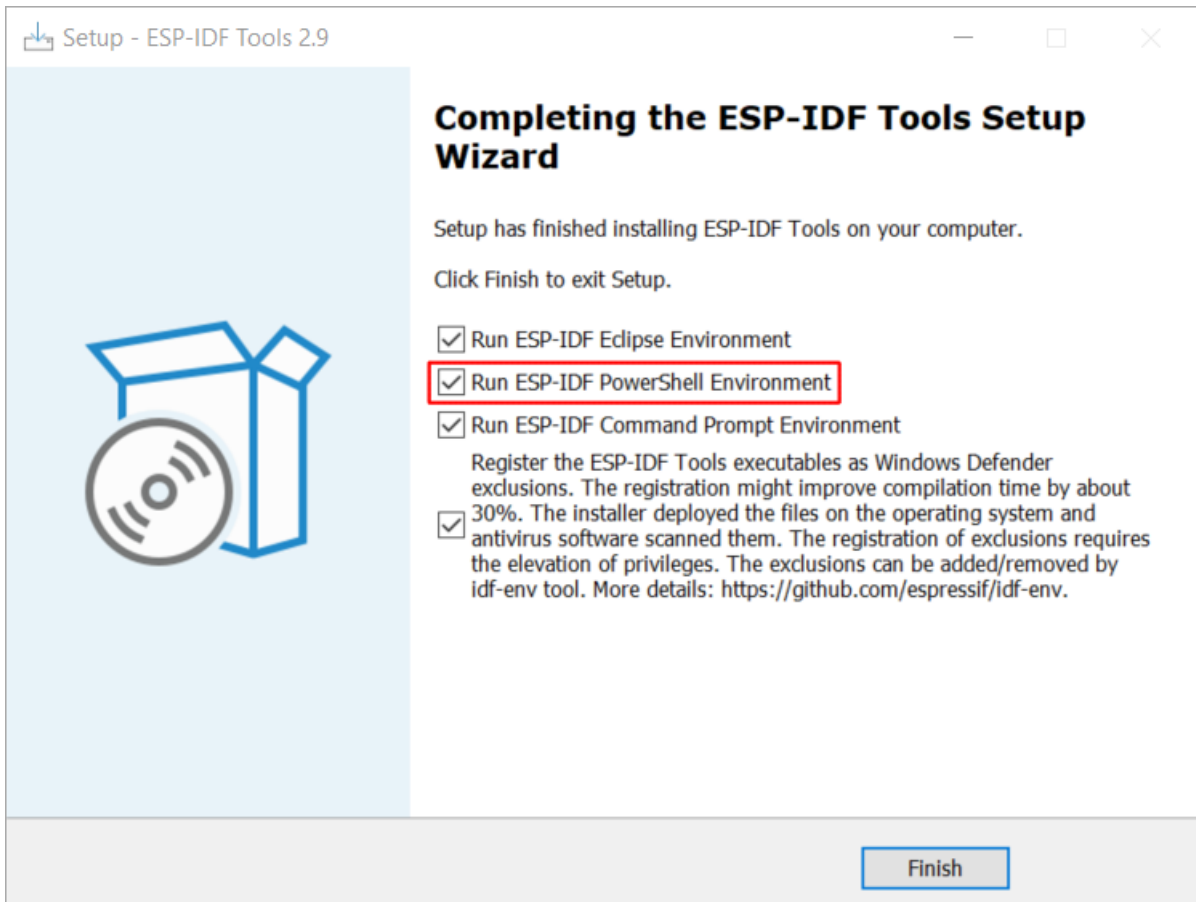 Setup - ESP-IDF Tools 2.9
Completing the ESP-IDF Tools Setup
Wizard
Setup has finished installing ESP-IDF Tools on your computer.
Click Finish to exit Setup.
Run ESP-IDF Eclipse Environment
Run ESP-IDF PowerShell Environment
Run ESP-IDF Command Prompt Environment
Register the ESP-IDF Tools executables as Windows Defender
exclusions. The registration might improve compilation time by about
30%. The installer deployed the files on the operating system and
antivirus software scanned them. The registration of exclusions requires
the elevation of privileges. The exclusions can be added/removed by
idf-env tool. More details: https://github.com/espressif/idf-env.
Finish